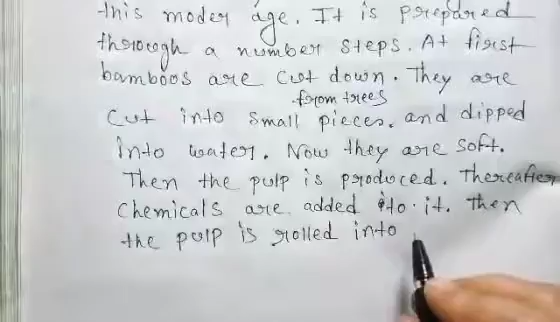 this moder age. It is prepared
through a number steps. At first
bamboos are cut down. They are
from trees
cut into small pieces. and dipped
into water. Now they are soft.
Then the pulp is produced. Thereafter
Chemicals are added to it. Then
the pulp is rolled into